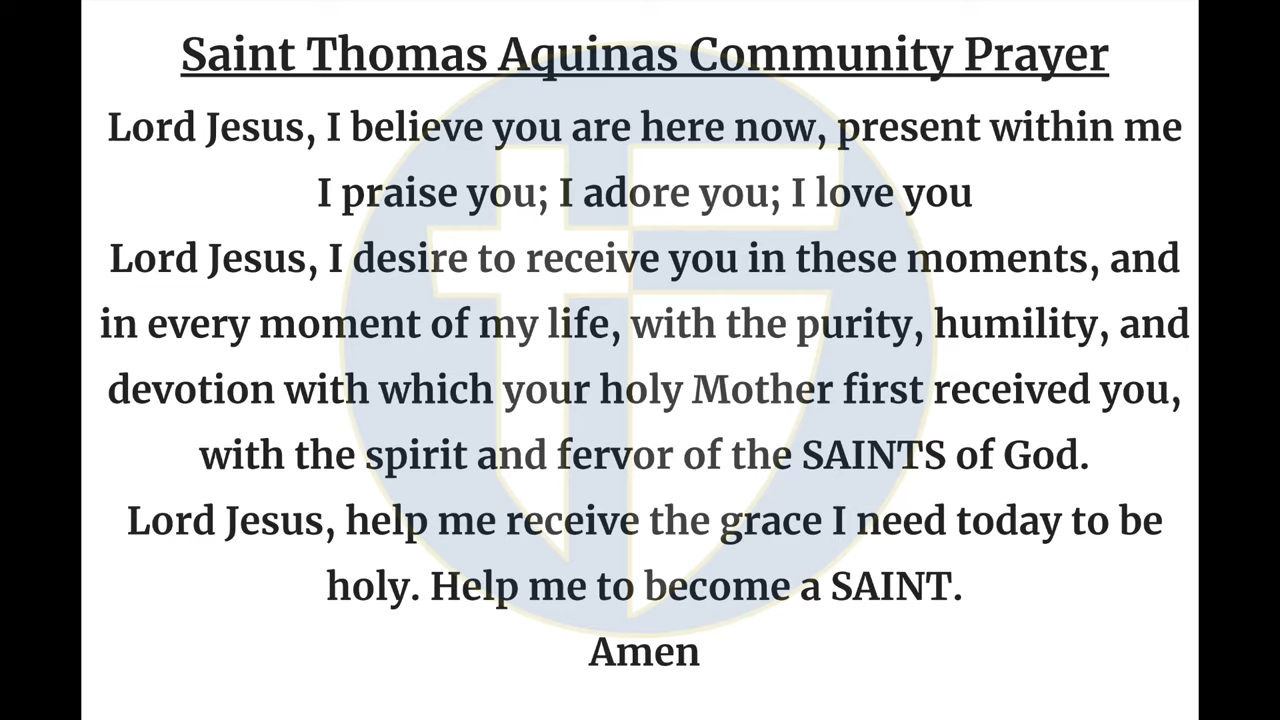 Saint Thomas Aquinas Community Prayer
Lord Jesus, I believe you are here now, present within me
I praise you; I adore you; I love you
Lord Jesus, I desire to receive you in these moments, and
in every moment of my life, with the purity, humility, and
devotion with which your holy Mother first received you,
with the spirit and fervor of the SAINTS of God.
Lord Jesus, help me receive the grace I need today to be
holy. Help me to become a SAINT.
Amen